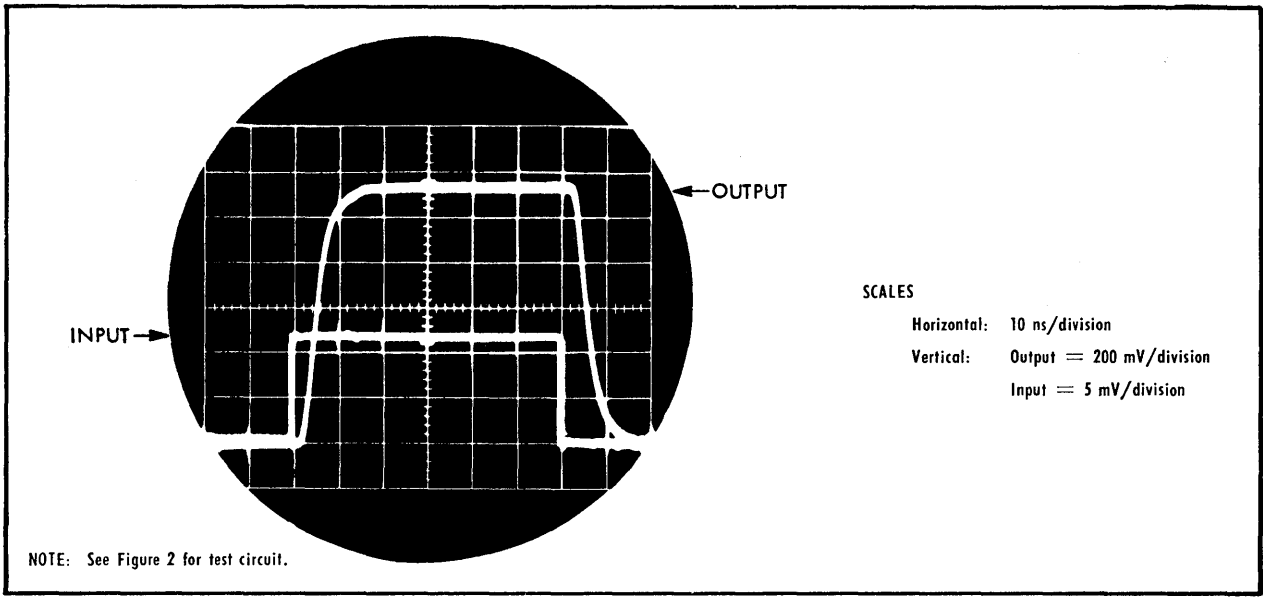 OUTPUT
INPUT
SCALES
Horizontal: 10 ns/division
Vertical: Output = 200 mV/division
Input = 5 mV/division
NOTE: See Figure 2 for test circuit.